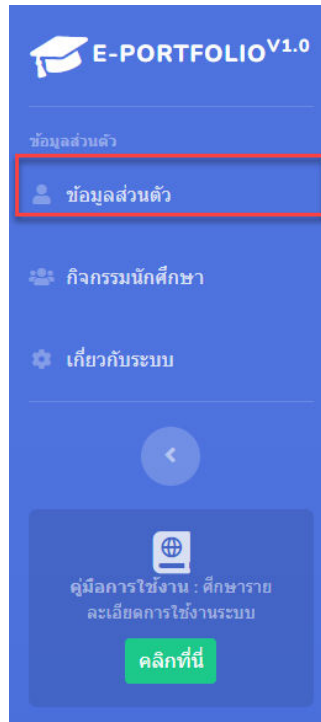 E-PORTFOLIO V1.0
ข้อมูลส่วนตัว
ข้อมูลส่วนตัว
กิจกรรมนักศึกษา
เกี่ยวกับระบบ
คู่มือการใช้งาน : ศึกษาราย
ละเอียดการใช้งานระบบ
คลิกที่นี่